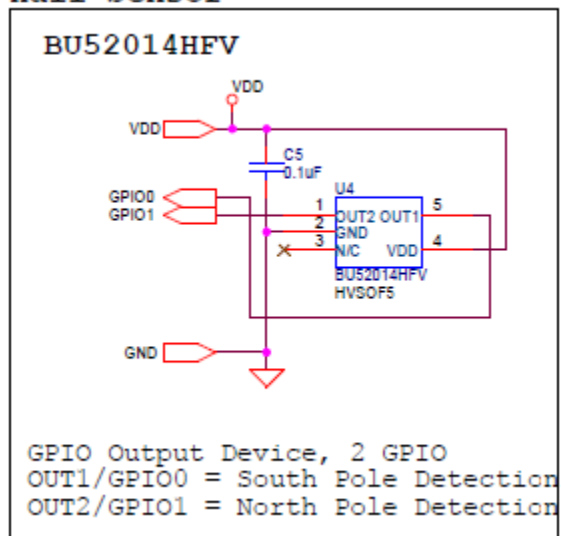 BU52014HFV
VDD
VDD
C5
0.1uF
GPIO0
GPIO1
U4
1 OUT2 OUT1 5
2 GND
3 N/C VDD 4
BU52014HFV
HVSOF5
GND
GPIO Output Device, 2 GPIO
OUT1/GPIO0 = South Pole Detection
OUT2/GPIO1 = North Pole Detection